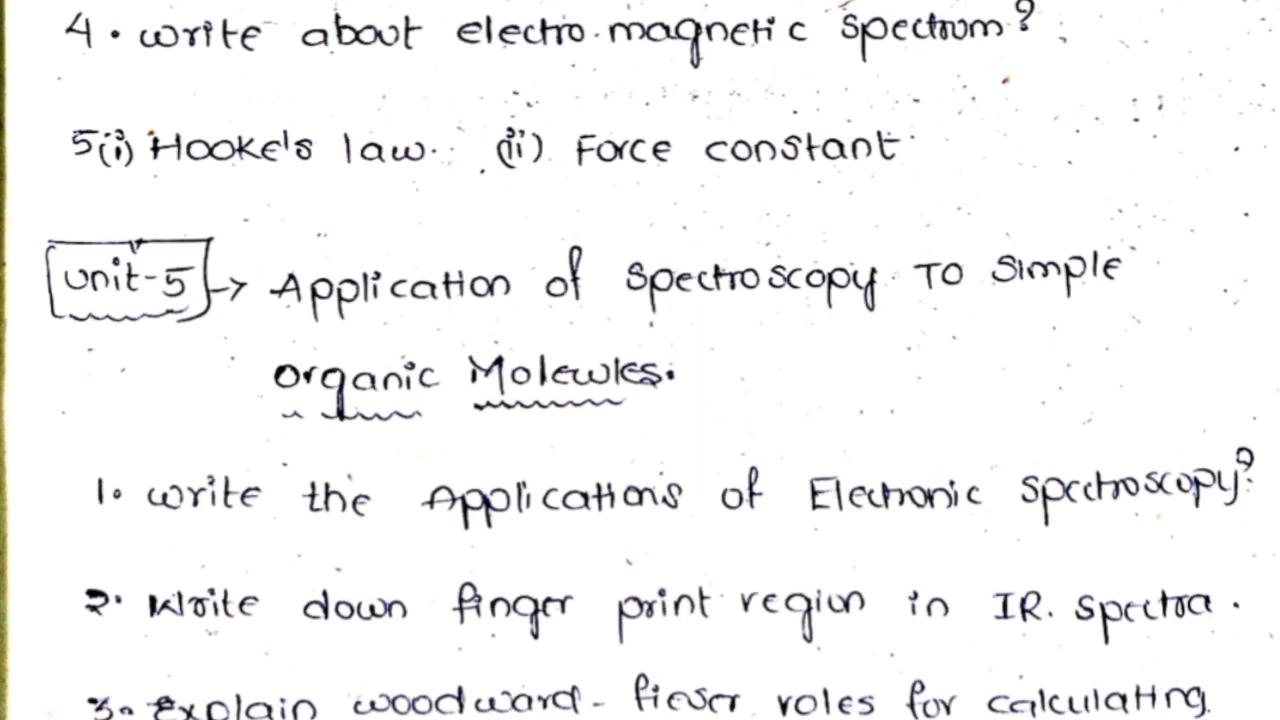 4. write about electro.magnetic spectrum?
5(i) Hooke's law. (ii) Force constant
Unit-5 → Application of Spectroscopy TO Simple
Organic Molecules.
1. write the Applications of Electronic spectroscopy?
2. Write down finger print region in IR. spectra.
3. Explain woodward - fieser roles for calculating